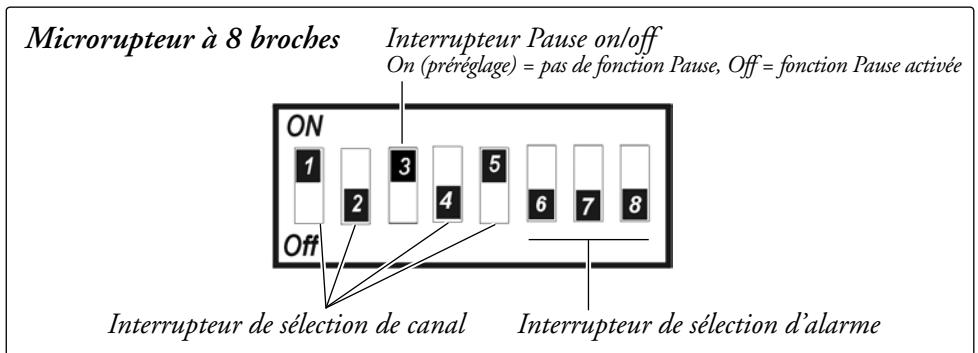 Microrupteur à 8 broches
Interrupteur Pause on/off
On (préréglage) = pas de fonction Pause, Off = fonction Pause activée
ON
1 2 3 4 5 6 7 8
Off
Interrupteur de sélection de canal
Interrupteur de sélection d'alarme